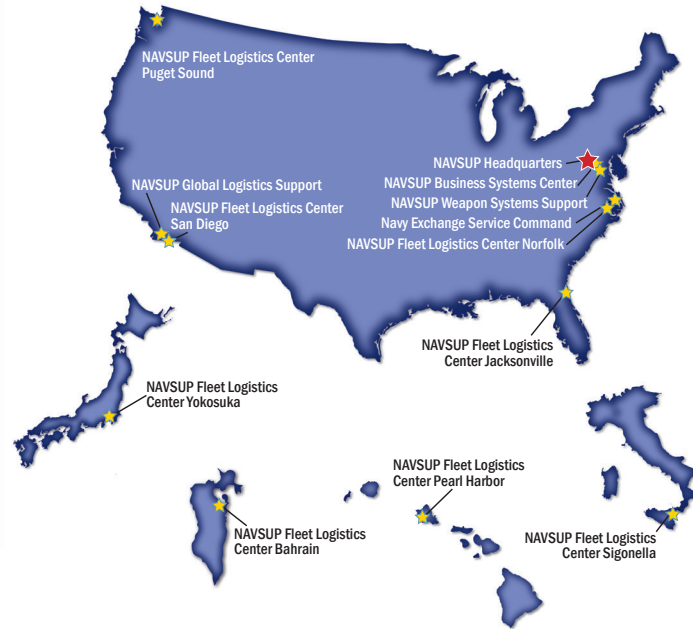 NAVSUP Fleet Logistics Center
Puget Sound
NAVSUP Headquarters
NAVSUP Business Systems Center
NAVSUP Weapon Systems Support
Navy Exchange Service Command
NAVSUP Fleet Logistics Center Norfolk
NAVSUP Global Logistics Support
NAVSUP Fleet Logistics Center
San Diego
NAVSUP Fleet Logistics
Center Jacksonville
NAVSUP Fleet Logistics
Center Yokosuka
NAVSUP Fleet Logistics
Center Pearl Harbor
NAVSUP Fleet Logistics
Center Bahrain
NAVSUP Fleet Logistics
Center Sigonella